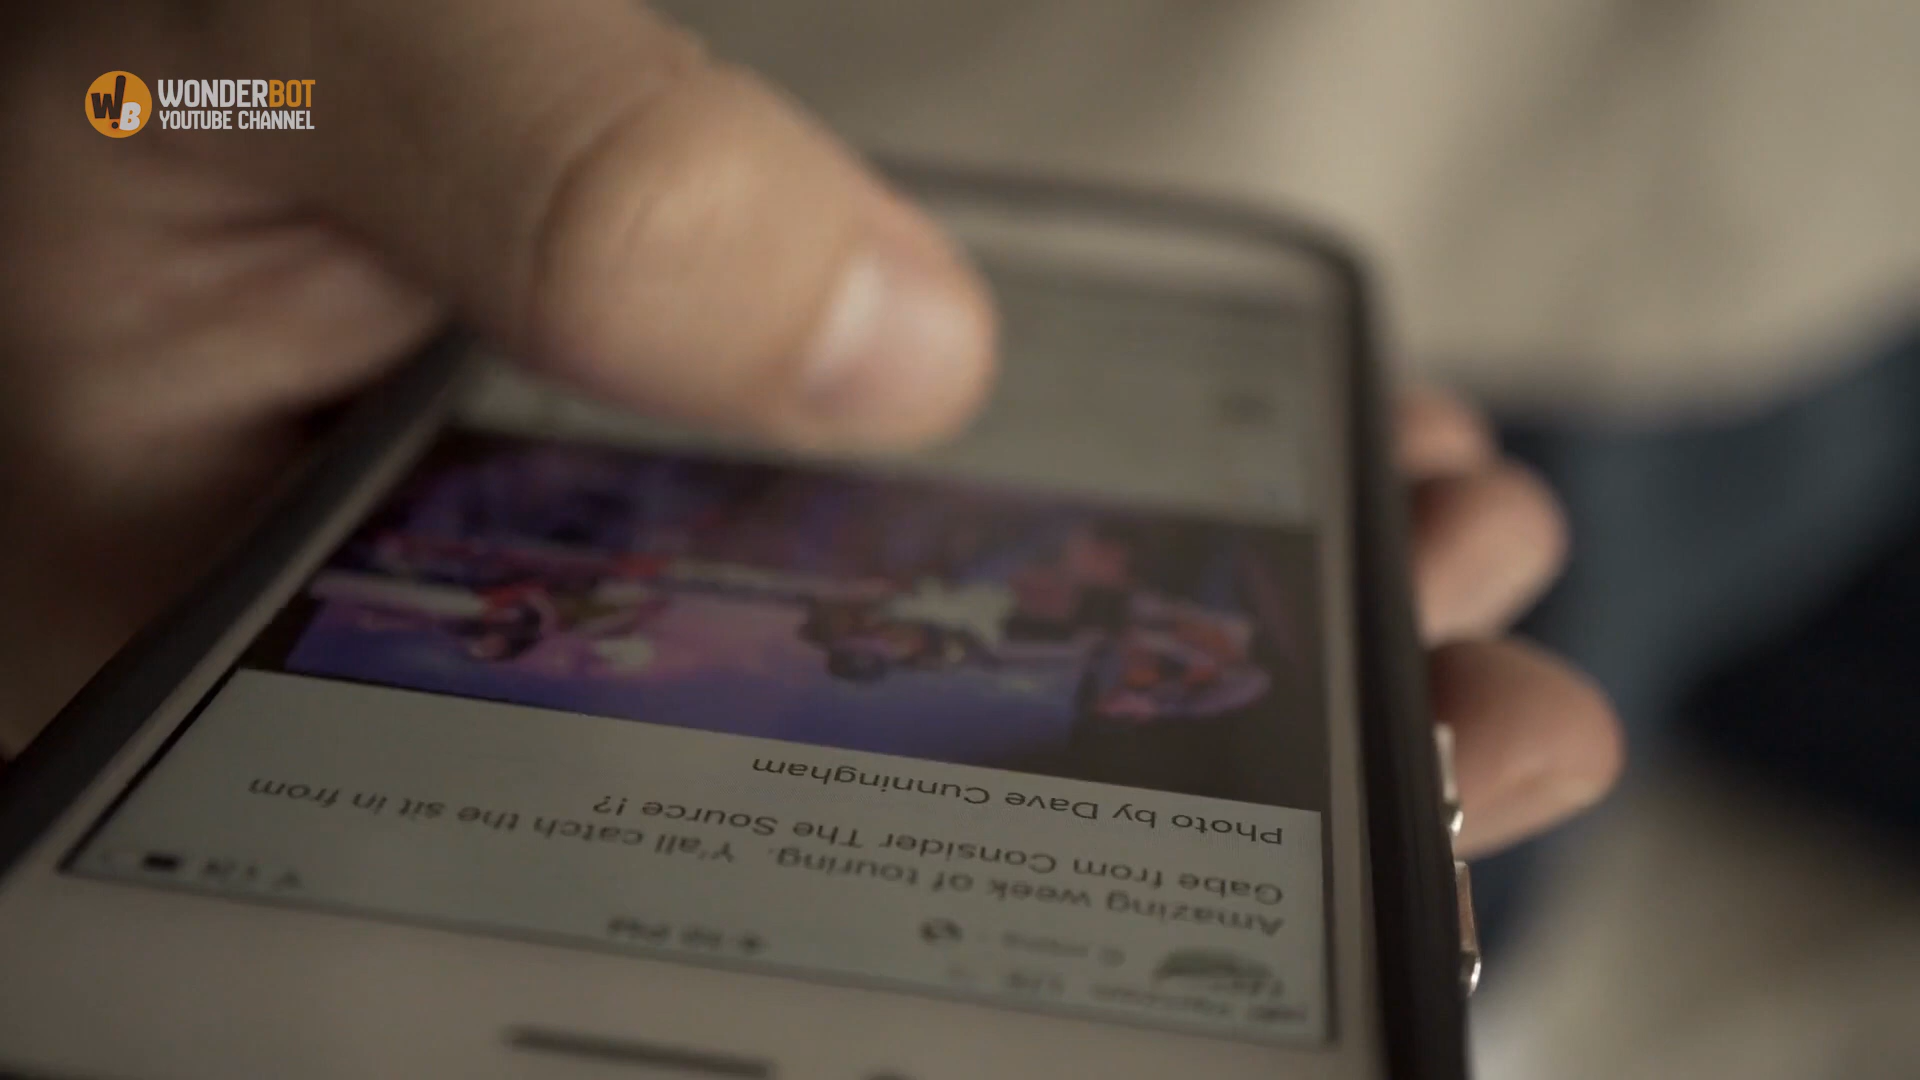 WONDERBOT
YOUTUBE CHANNEL
Amazing week of touring. Y'all catch the sit in from
Gabe from Consider The Source !?
Photo by Dave Cunningham